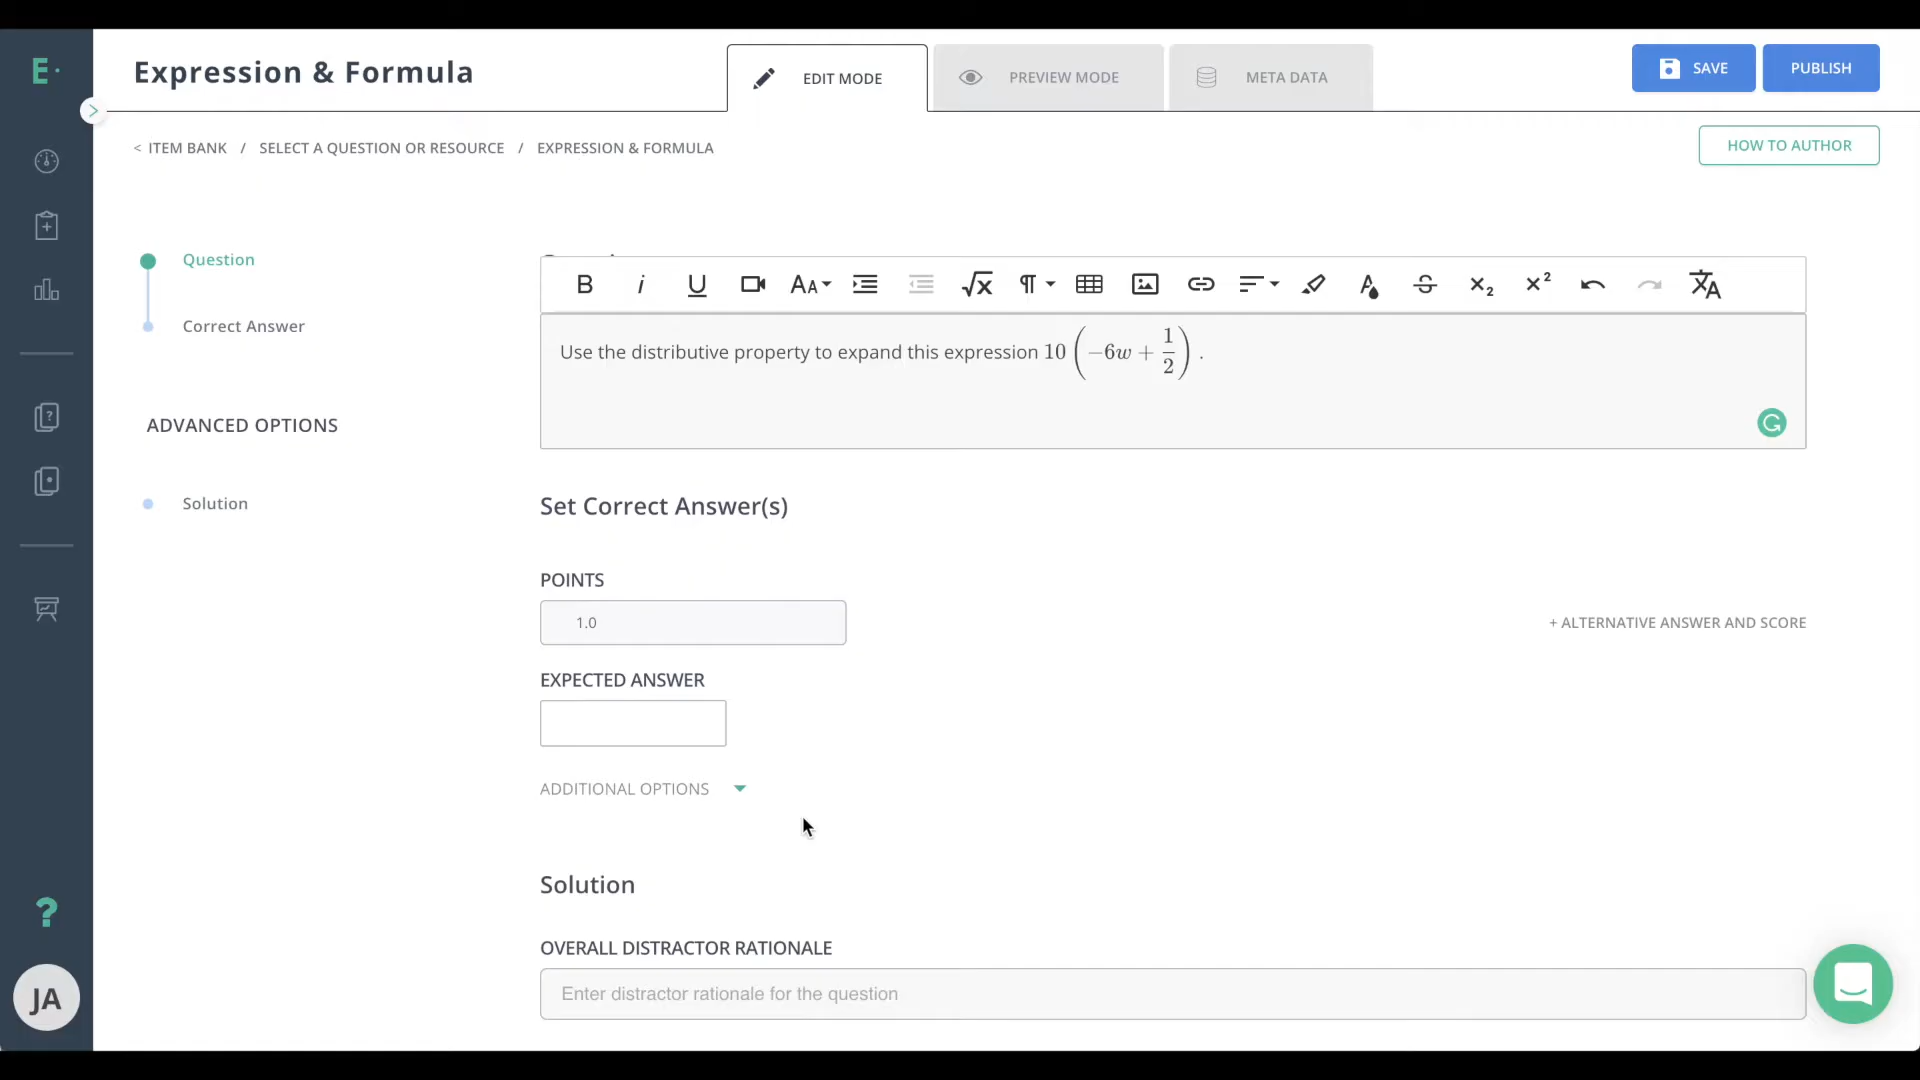 E·
Expression & Formula
EDIT MODE
PREVIEW MODE
META DATA
SAVE
PUBLISH
< ITEM BANK / SELECT A QUESTION OR RESOURCE / EXPRESSION & FORMULA
HOW TO AUTHOR
Question
Correct Answer
ADVANCED OPTIONS
Solution
Use the distributive property to expand this expression 10(−6w + 1/2) .
Set Correct Answer(s)
POINTS
1.0
+ ALTERNATIVE ANSWER AND SCORE
EXPECTED ANSWER
ADDITIONAL OPTIONS
Solution
OVERALL DISTRACTOR RATIONALE
Enter distractor rationale for the question
JA